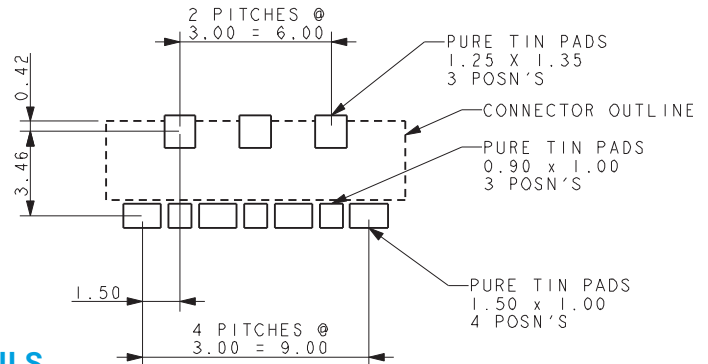 2 PITCHES @
3.00 = 6.00
PURE TIN PADS
1.25 X 1.35
3 POSN'S
0.42
CONNECTOR OUTLINE
3.46
PURE TIN PADS
0.90 x 1.00
3 POSN'S
1.50
PURE TIN PADS
1.50 x 1.00
4 POSN'S
4 PITCHES @
3.00 = 9.00